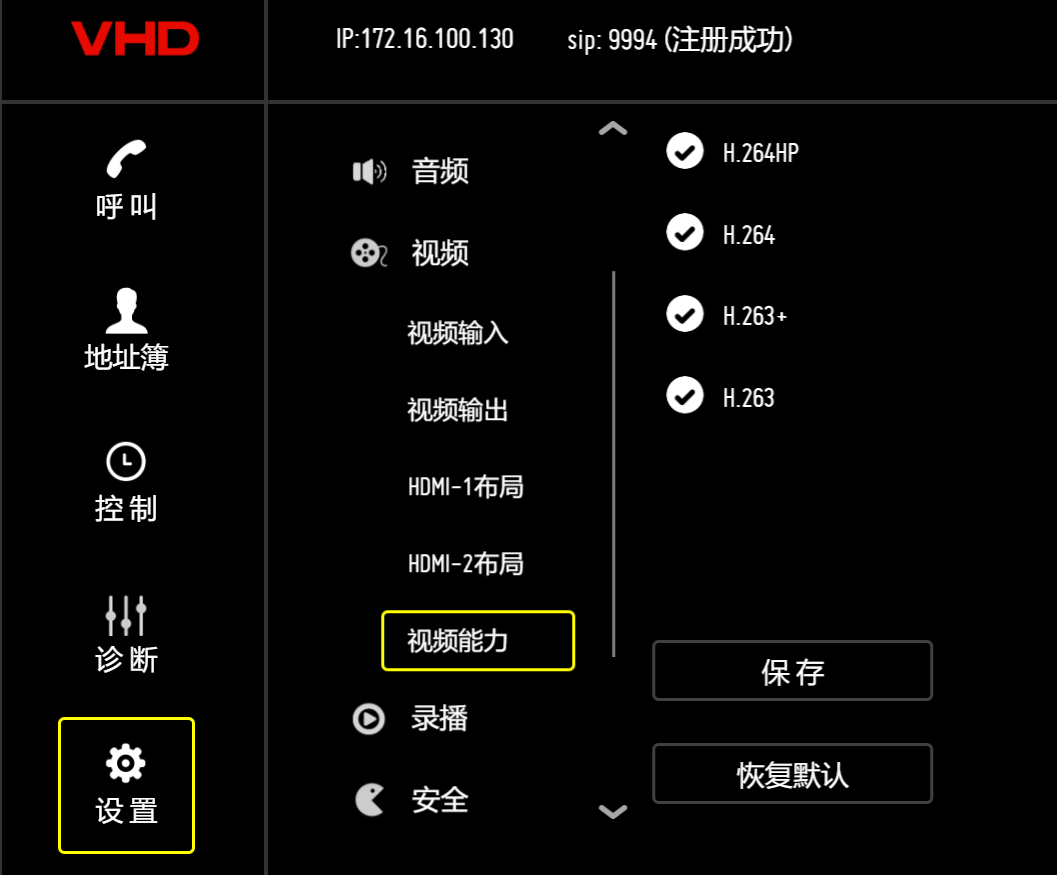 VHD
IP:172.16.100.130
sip: 9994 (注册成功)
呼叫
地址簿
控制
诊断
设置
音频
视频
视频输入
视频输出
HDMI-1布局
HDMI-2布局
视频能力
录播
安全
H.264HP
H.264
H.263+
H.263
保存
恢复默认